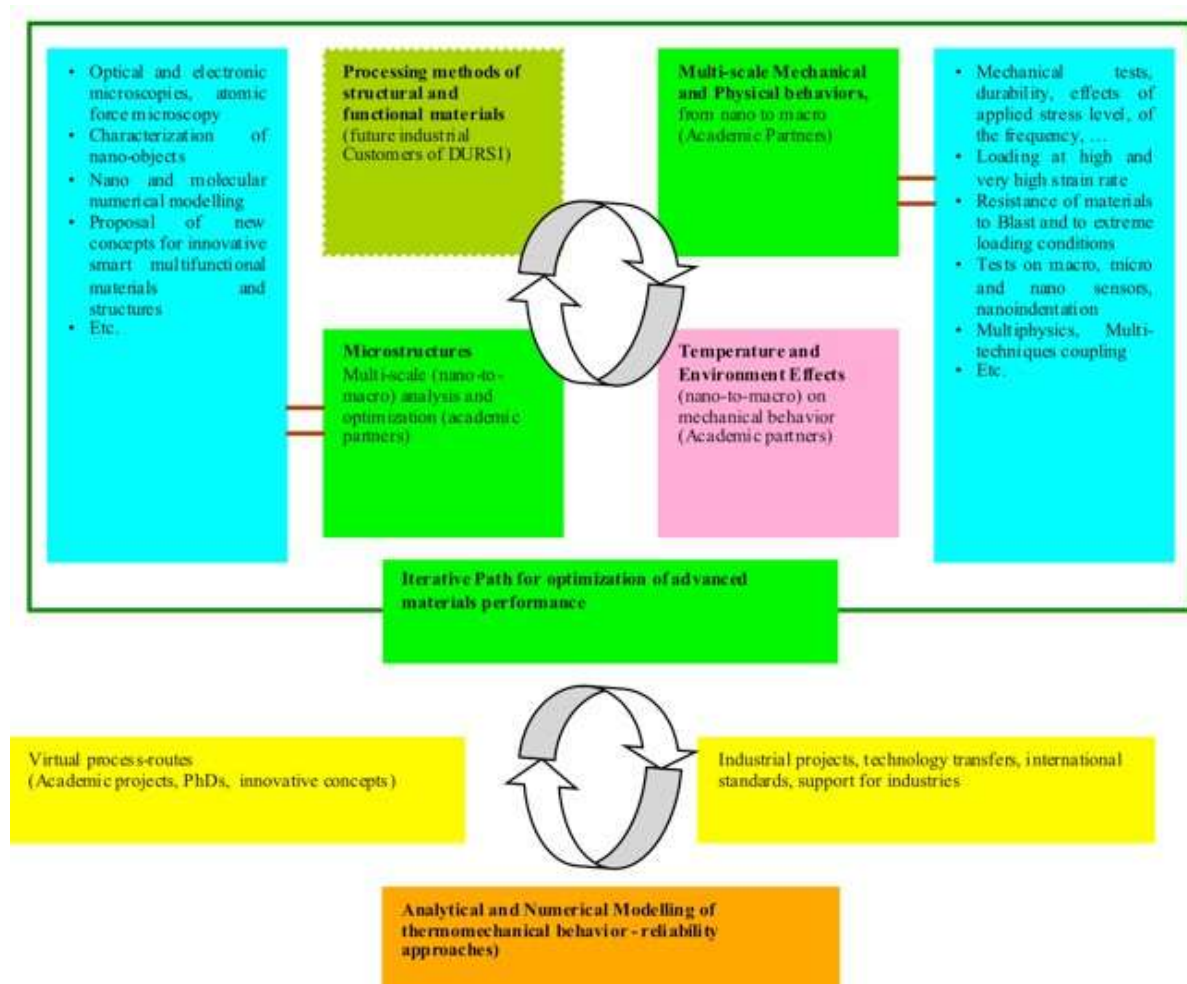 • Optical and electronic
microscopies, atomic
force microscopy
• Characterization of
nano-objects
• Nano and molecular
numerical modelling
• Proposal of new
concepts for innovative
smart multifunctional
materials and
structures
• Etc.
Processing methods of
structural and
functional materials
(future industrial
Customers of DURSI)
Multi-scale Mechanical
and Physical behaviors,
from nano to macro
(Academic Partners)
• Mechanical tests,
durability, effects of
applied stress level, of
the frequency, …
• Loading at high and
very high strain rate
• Resistance of materials
to Blast and to extreme
loading conditions
• Tests on macro, micro
and nano sensors,
nanoindentation
• Multiphysics, Multi-
techniques coupling
• Etc.
Microstructures
Multi-scale (nano-to-
macro) analysis and
optimization (academic
partners)
Temperature and
Environment Effects
(nano-to-macro) on
mechanical behavior
(Academic partners)
Iterative Path for optimization of advanced
materials performance
Virtual process-routes
(Academic projects, PhDs, innovative concepts)
Industrial projects, technology transfers, international
standards, support for industries
Analytical and Numerical Modelling of
thermomechanical behavior - reliability
approaches)